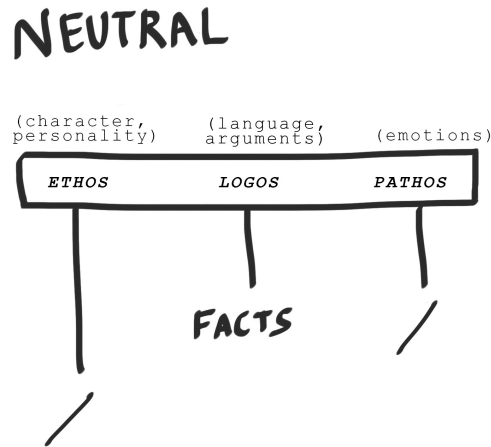 NEUTRAL
(character,
personality)
(language,
arguments)
(emotions)
ETHOS LOGOS PATHOS
FACTS